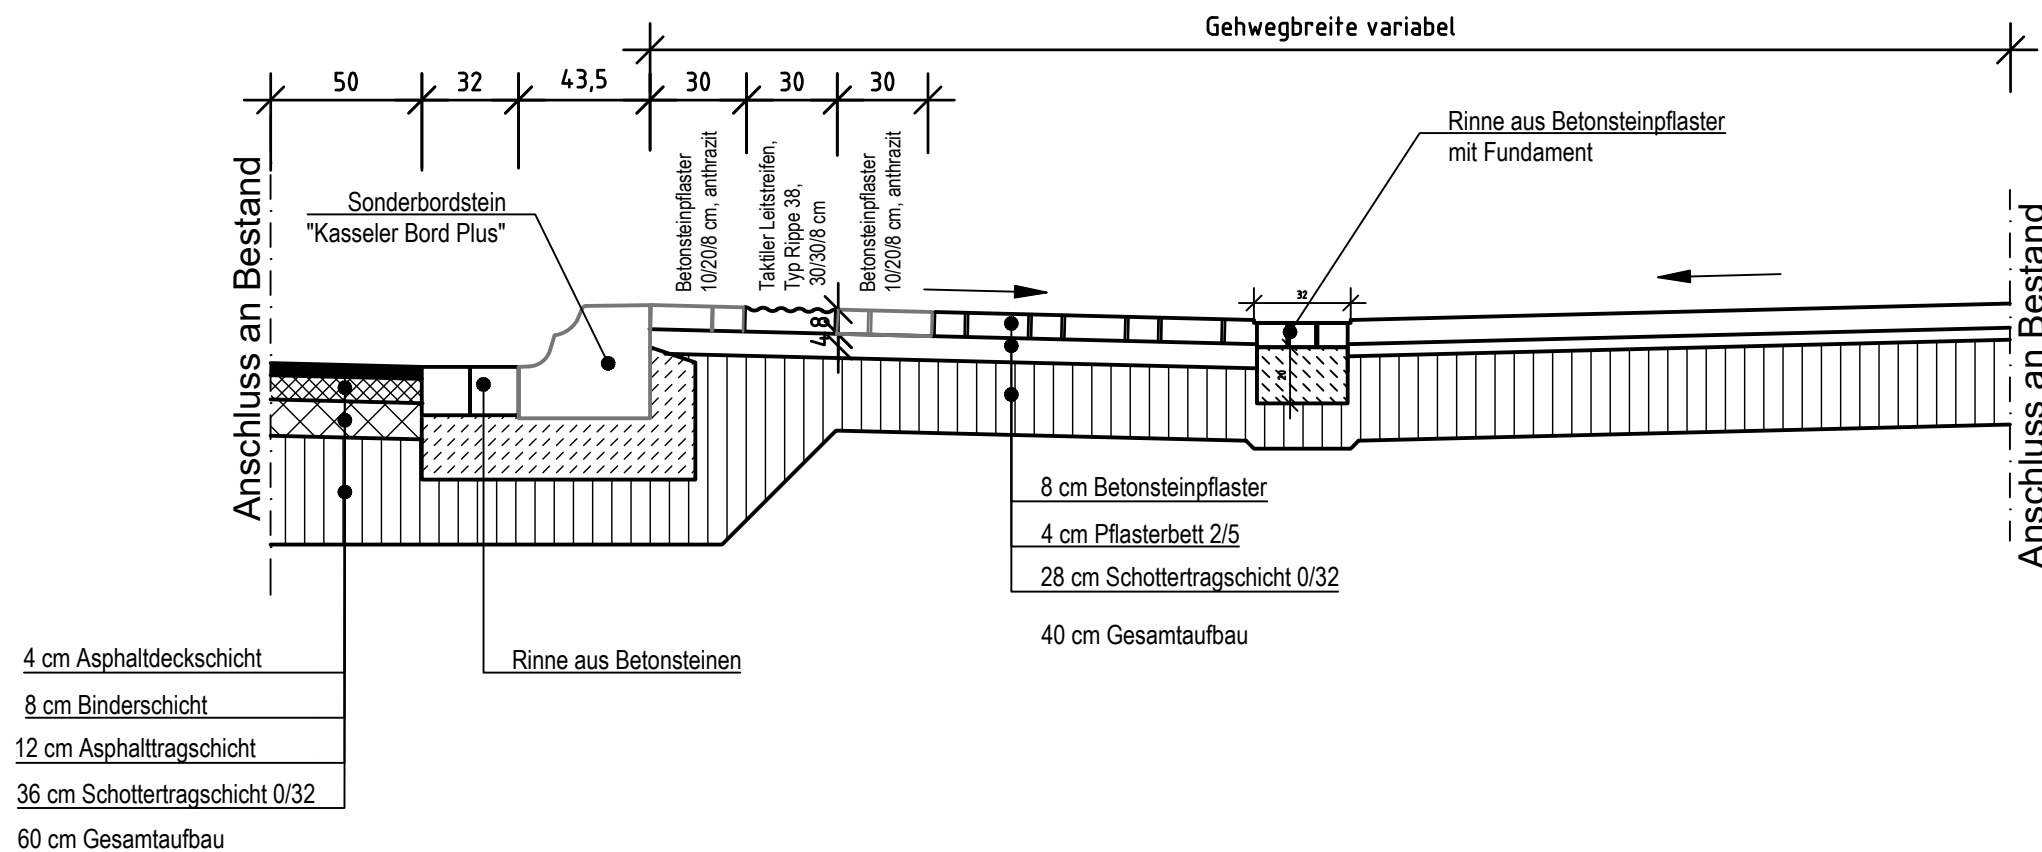 Gehwegbreite variabel
50
32
43,5
30
30
30
Anschluss an Bestand
Sonderbordstein
"Kasseler Bord Plus"
Betonsteinpflaster
10/20/8 cm, anthrazit
Taktiler Leitstreifen,
Typ Rippe 38,
30/30/8 cm
Betonsteinpflaster
10/20/8 cm, anthrazit
Rinne aus Betonsteinpflaster
mit Fundament
Anschluss an Bestand
32
8
4
20
8 cm Betonsteinpflaster
4 cm Pflasterbett 2/5
28 cm Schottertragschicht 0/32
40 cm Gesamtaufbau
Rinne aus Betonsteinen
4 cm Asphaltdeckschicht
8 cm Binderschicht
12 cm Asphalttragschicht
36 cm Schottertragschicht 0/32
60 cm Gesamtaufbau